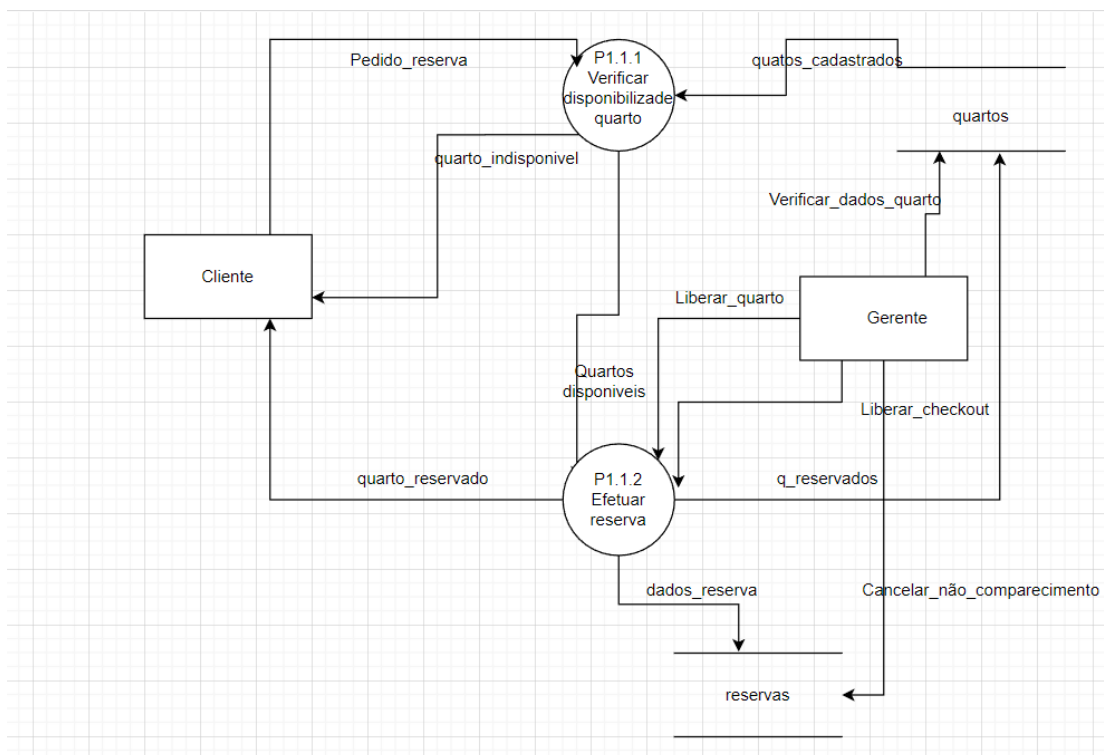 Pedido_reserva
P1.1.1
Verificar
disponibilizade
quarto
quatos_cadastrados
quartos
quarto_indisponivel
Verificar_dados_quarto
Cliente
Liberar_quarto
Gerente
Quartos
disponiveis
Liberar_checkout
quarto_reservado
P1.1.2
Efetuar
reserva
q_reservados
dados_reserva
Cancelar_não_comparecimento
reservas